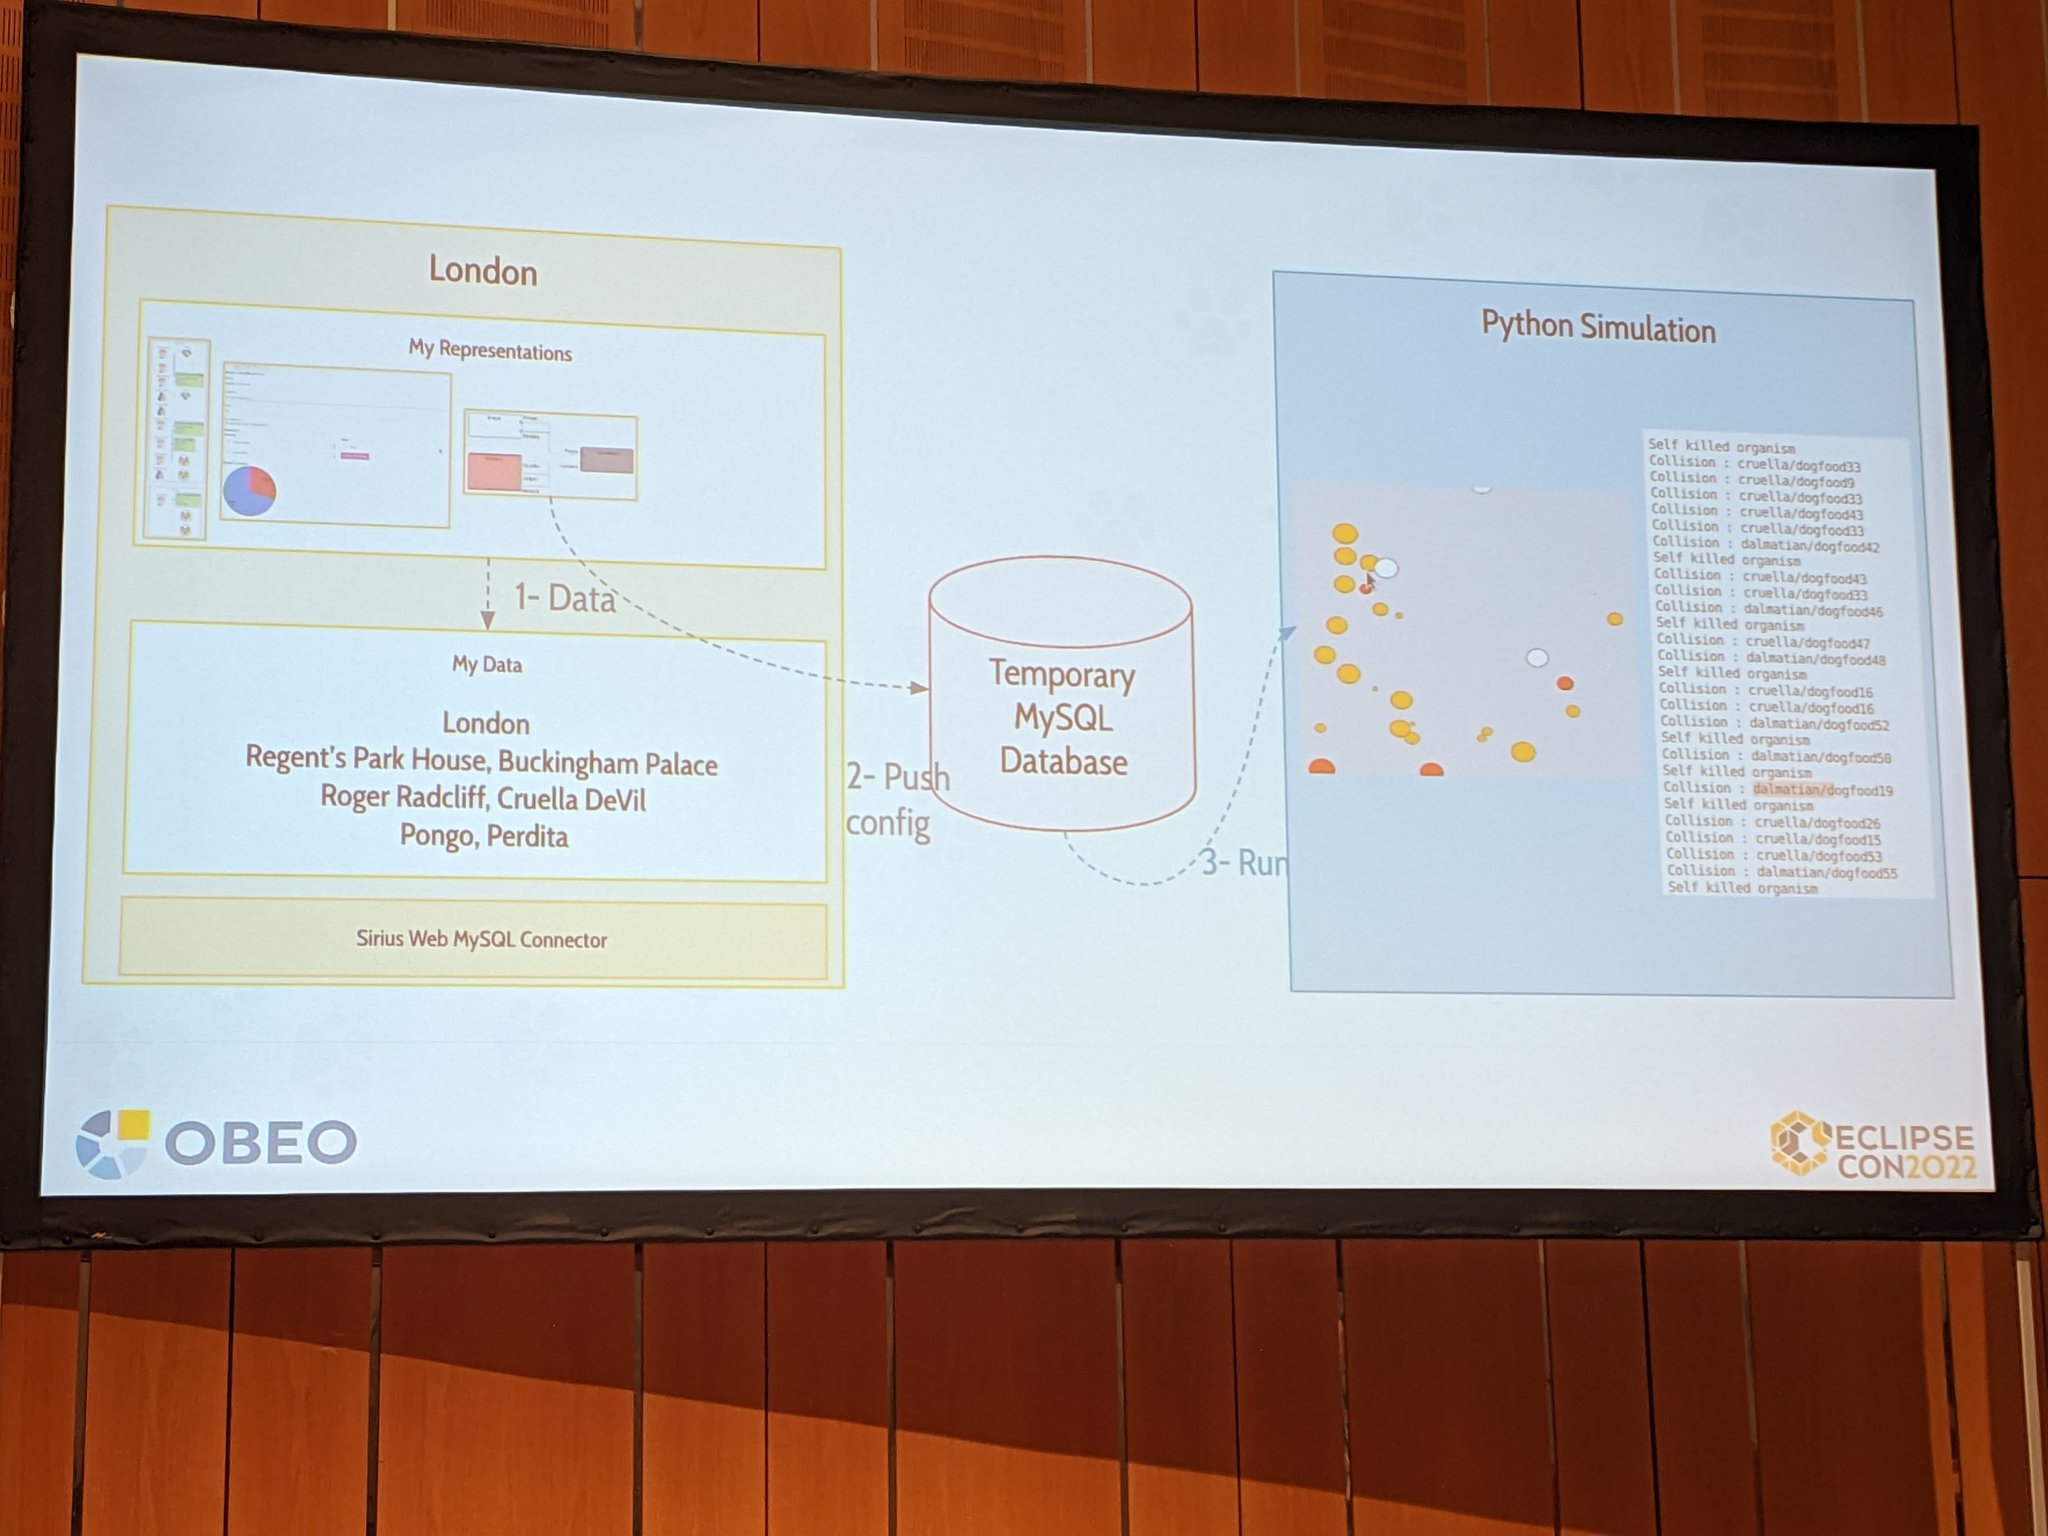 London
My Representations
1- Data
My Data
London
Regent's Park House, Buckingham Palace
Roger Radcliff, Cruella DeVil
Pongo, Perdita
Sirius Web MySQL Connector
2- Push
config
Temporary
MySQL
Database
3- Run
Python Simulation
Self killed organism
Collision : cruella/dogfood33
Collision : cruella/dogfood9
Collision : cruella/dogfood33
Collision : cruella/dogfood43
Collision : cruella/dogfood33
Collision : dalmatian/dogfood42
Self killed organism
Collision : cruella/dogfood43
Collision : cruella/dogfood33
Collision : dalmatian/dogfood46
Self killed organism
Collision : cruella/dogfood47
Collision : dalmatian/dogfood48
Self killed organism
Collision : cruella/dogfood16
Collision : cruella/dogfood16
Collision : dalmatian/dogfood52
Self killed organism
Collision : dalmatian/dogfood50
Self killed organism
Collision : dalmatian/dogfood19
Self killed organism
Collision : cruella/dogfood26
Collision : cruella/dogfood15
Collision : cruella/dogfood53
Collision : dalmatian/dogfood55
Self killed organism
OBEO
ECLIPSE
CON2022